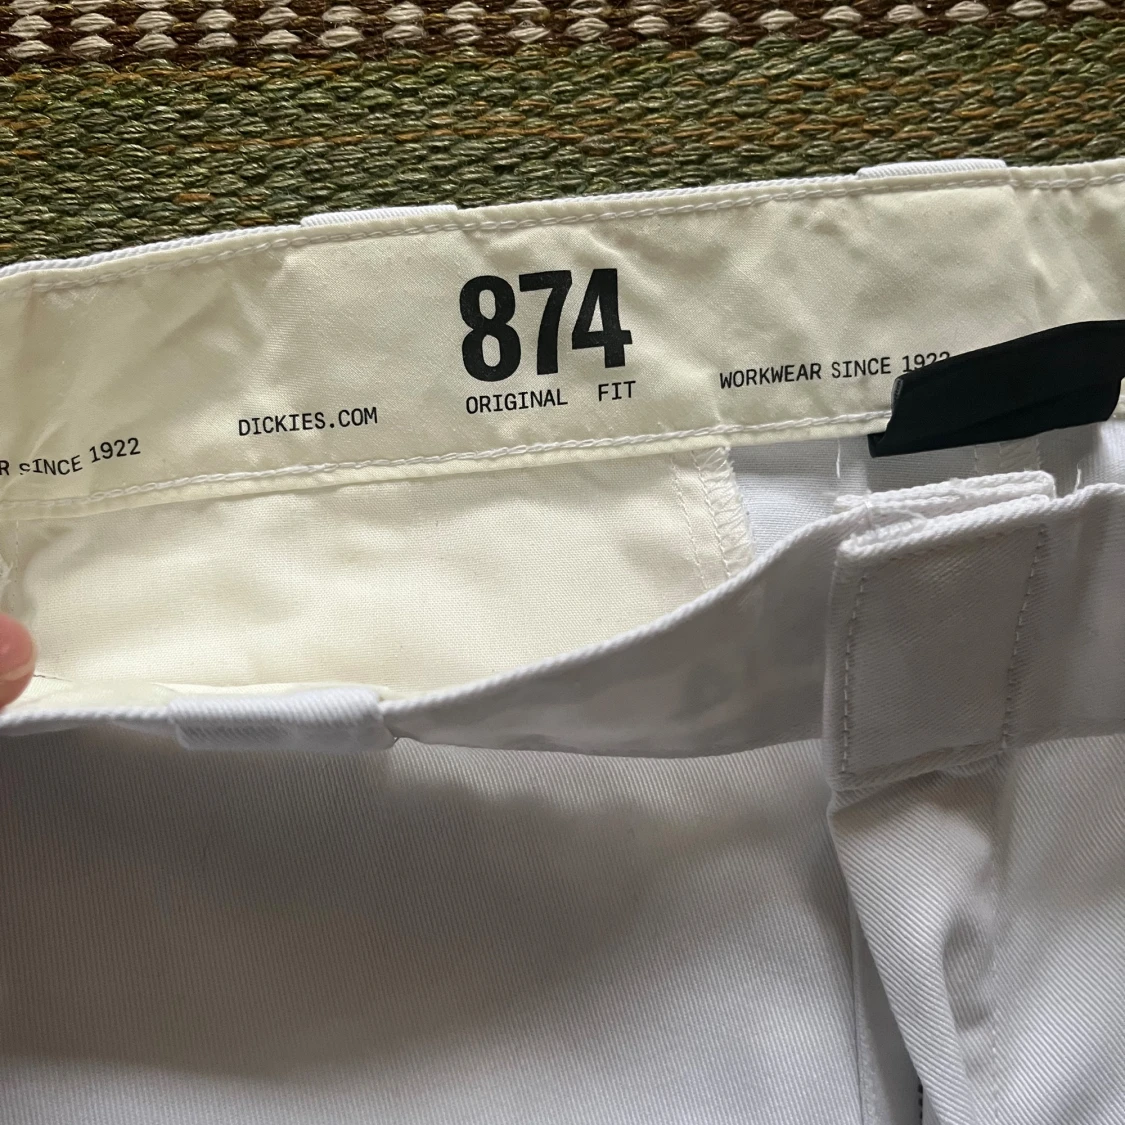 874
ORIGINAL FIT
WORKWEAR SINCE 1922
DICKIES.COM
R SINCE 1922